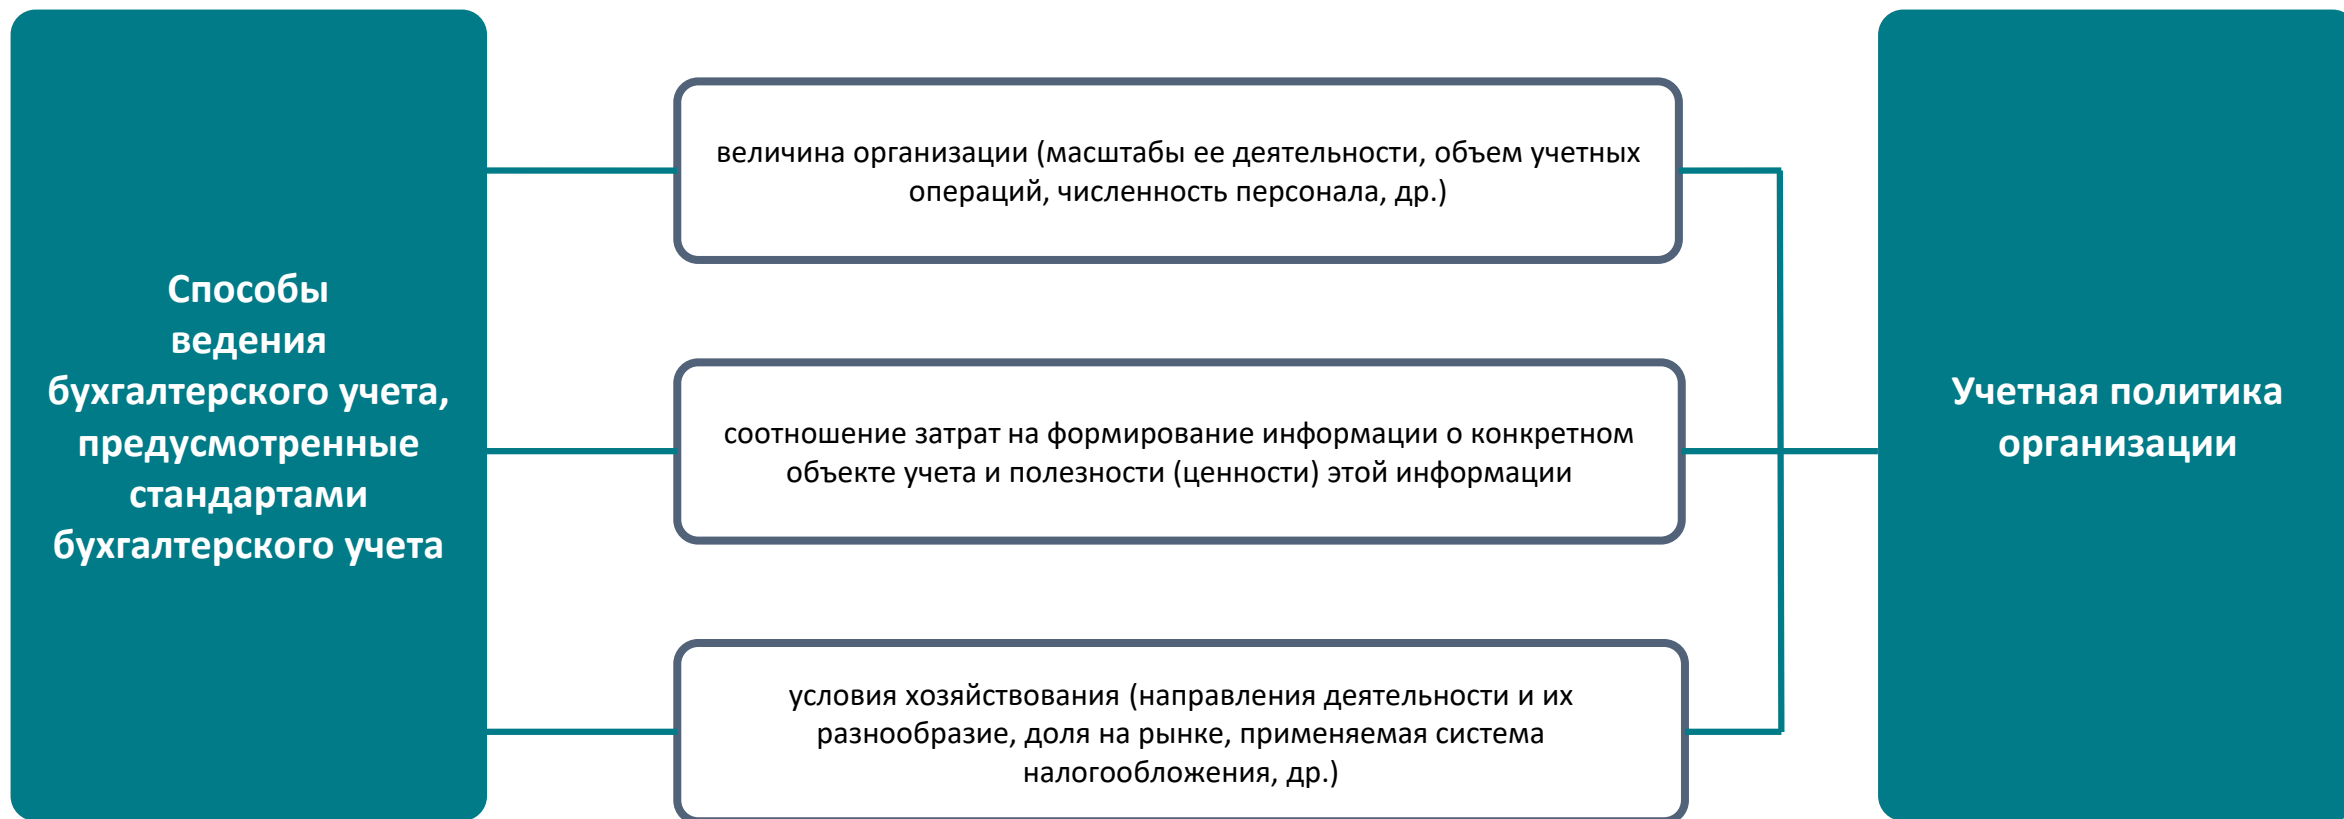 Способы
ведения
бухгалтерского учета,
предусмотренные
стандартами
бухгалтерского учета
величина организации (масштабы ее деятельности, объем учетных
операций, численность персонала, др.)
соотношение затрат на формирование информации о конкретном
объекте учета и полезности (ценности) этой информации
условия хозяйствования (направления деятельности и их
разнообразие, доля на рынке, применяемая система
налогообложения, др.)
Учетная политика
организации